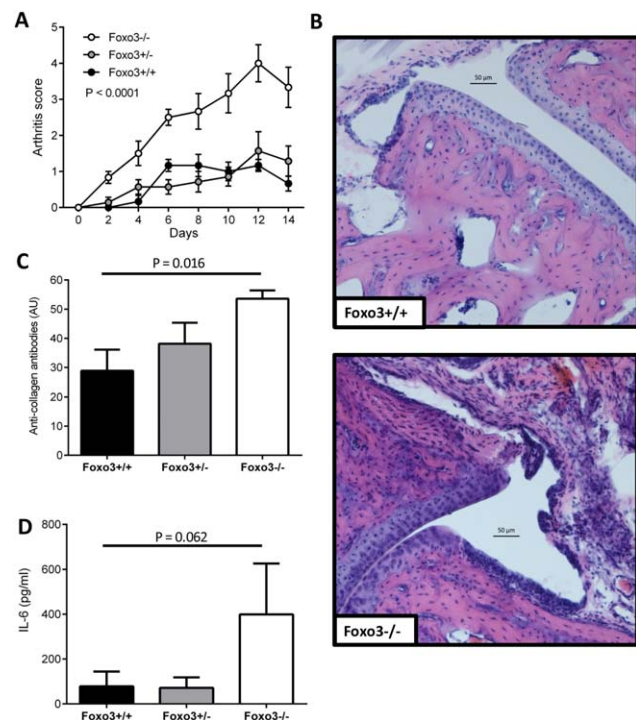 A
Foxo3-/-
Foxo3+/-
Foxo3+/+
P < 0.0001
Arthritis score
5
4
3
2
1
0
0 2 4 6 8 10 12 14
Days
B
50 µm
Foxo3+/+
50 µm
Foxo3-/-
C
P = 0.016
Anti-collagen antibodies (AU)
60
50
40
30
20
10
0
Foxo3+/+ Foxo3+/- Foxo3-/-
D
P = 0.062
IL-6 (pg/ml)
800
600
400
200
0
Foxo3+/+ Foxo3+/- Foxo3-/-